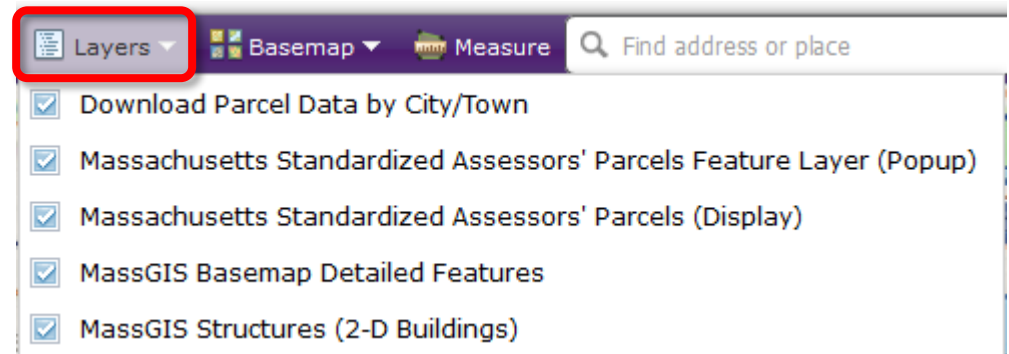 Layers Basemap Measure Find address or place
Download Parcel Data by City/Town
Massachusetts Standardized Assessors' Parcels Feature Layer (Popup)
Massachusetts Standardized Assessors' Parcels (Display)
MassGIS Basemap Detailed Features
MassGIS Structures (2-D Buildings)